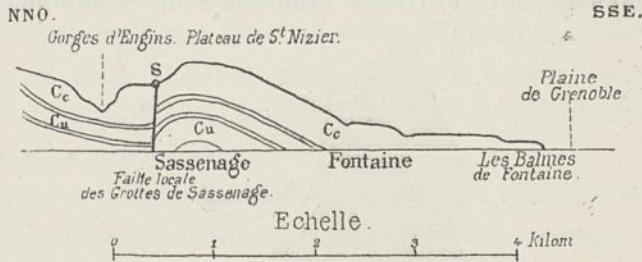 NNO.
SSE.
Gorges d'Engins. Plateau de St Nizier.
S
Plaine
de Grenoble
Cc
Cu
Cu
Cc
Sassenage
Fontaine
Les Balmes
de Fontaine.
Faille locale
des Grottes de Sassenage.
Echelle.
0 1 2 3 4 Kilom